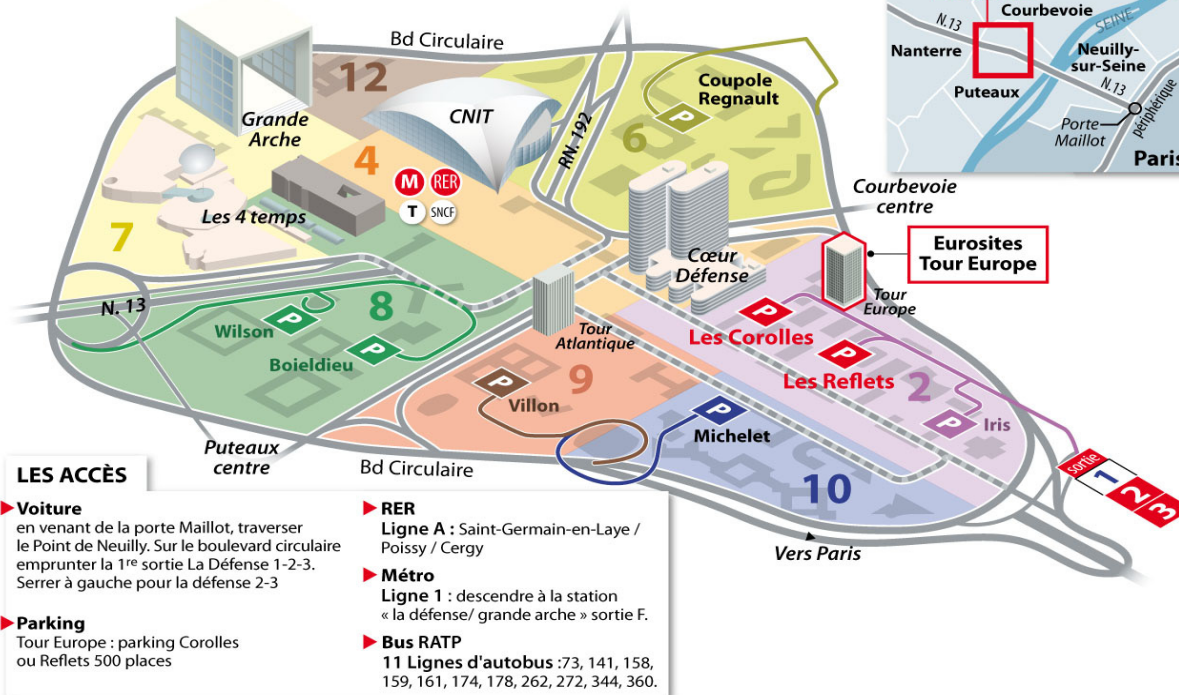 Bd Circulaire
12
Grande
Arche
CNIT
4
M
RER
T
SNCF
Les 4 temps
7
RN. 192
Coupole
Regnault
P
6
N.13
Courbevoie
SEINE
Nanterre
Neuilly-
sur-Seine
Puteaux
N.13
Porte
Maillot
périphérique
Paris
Courbevoie
centre
Eurosites
Tour Europe
Cœur
Défense
Tour
Europe
N. 13
8
Wilson
P
Boieldieu
P
Tour
Atlantique
P
Les Corolles
P
Les Reflets
2
P
Iris
9
P
Villon
P
Michelet
10
Puteaux
centre
Bd Circulaire
Vers Paris
sortie
1
2
3
LES ACCÈS
Voiture
en venant de la porte Maillot, traverser
le Point de Neuilly. Sur le boulevard circulaire
emprunter la 1re sortie La Défense 1-2-3.
Serrer à gauche pour la défense 2-3
Parking
Tour Europe : parking Corolles
ou Reflets 500 places
RER
Ligne A : Saint-Germain-en-Laye /
Poissy / Cergy
Métro
Ligne 1 : descendre à la station
« la défense/ grande arche » sortie F.
Bus RATP
11 Lignes d'autobus :73, 141, 158,
159, 161, 174, 178, 262, 272, 344, 360.